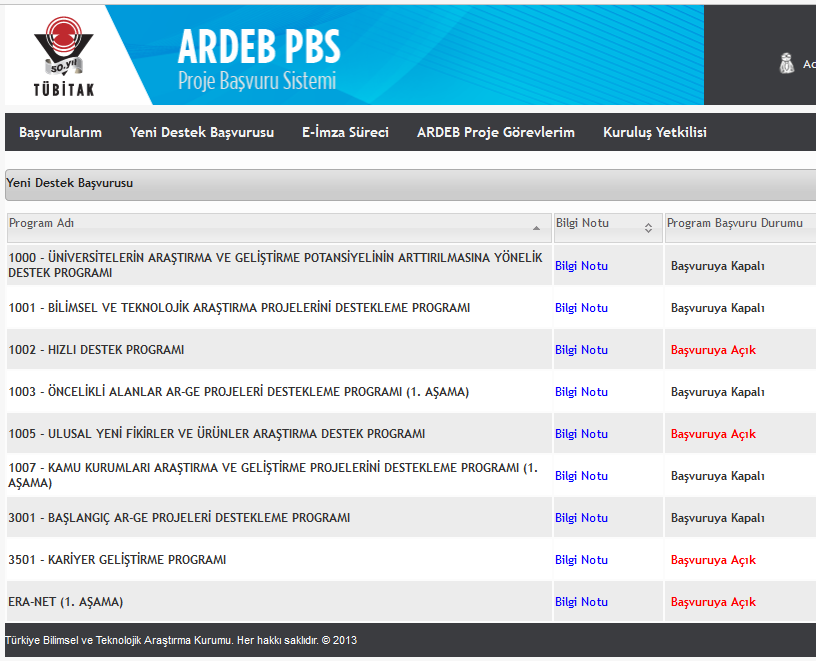 50.yıl
TÜBİTAK
ARDEB PBS
Proje Başvuru Sistemi
Başvurularım Yeni Destek Başvurusu E-İmza Süreci ARDEB Proje Görevlerim Kuruluş Yetkilisi
Yeni Destek Başvurusu
Program Adı Bilgi Notu Program Başvuru Durumu
1000 - ÜNİVERSİTELERİN ARAŞTIRMA VE GELİŞTİRME POTANSİYELİNİN ARTTIRILMASINA YÖNELİK
DESTEK PROGRAMI Bilgi Notu Başvuruya Kapalı
1001 - BİLİMSEL VE TEKNOLOJİK ARAŞTIRMA PROJELERİNİ DESTEKLEME PROGRAMI Bilgi Notu Başvuruya Kapalı
1002 - HIZLI DESTEK PROGRAMI Bilgi Notu Başvuruya Açık
1003 - ÖNCELİKLİ ALANLAR AR-GE PROJELERİ DESTEKLEME PROGRAMI (1. AŞAMA) Bilgi Notu Başvuruya Kapalı
1005 - ULUSAL YENİ FİKİRLER VE ÜRÜNLER ARAŞTIRMA DESTEK PROGRAMI Bilgi Notu Başvuruya Açık
1007 - KAMU KURUMLARI ARAŞTIRMA VE GELİŞTİRME PROJELERİNİ DESTEKLEME PROGRAMI (1.
AŞAMA) Bilgi Notu Başvuruya Kapalı
3001 - BAŞLANGIÇ AR-GE PROJELERİ DESTEKLEME PROGRAMI Bilgi Notu Başvuruya Kapalı
3501 - KARİYER GELİŞTİRME PROGRAMI Bilgi Notu Başvuruya Açık
ERA-NET (1. AŞAMA) Bilgi Notu Başvuruya Açık
Türkiye Bilimsel ve Teknolojik Araştırma Kurumu. Her hakkı saklıdır. © 2013